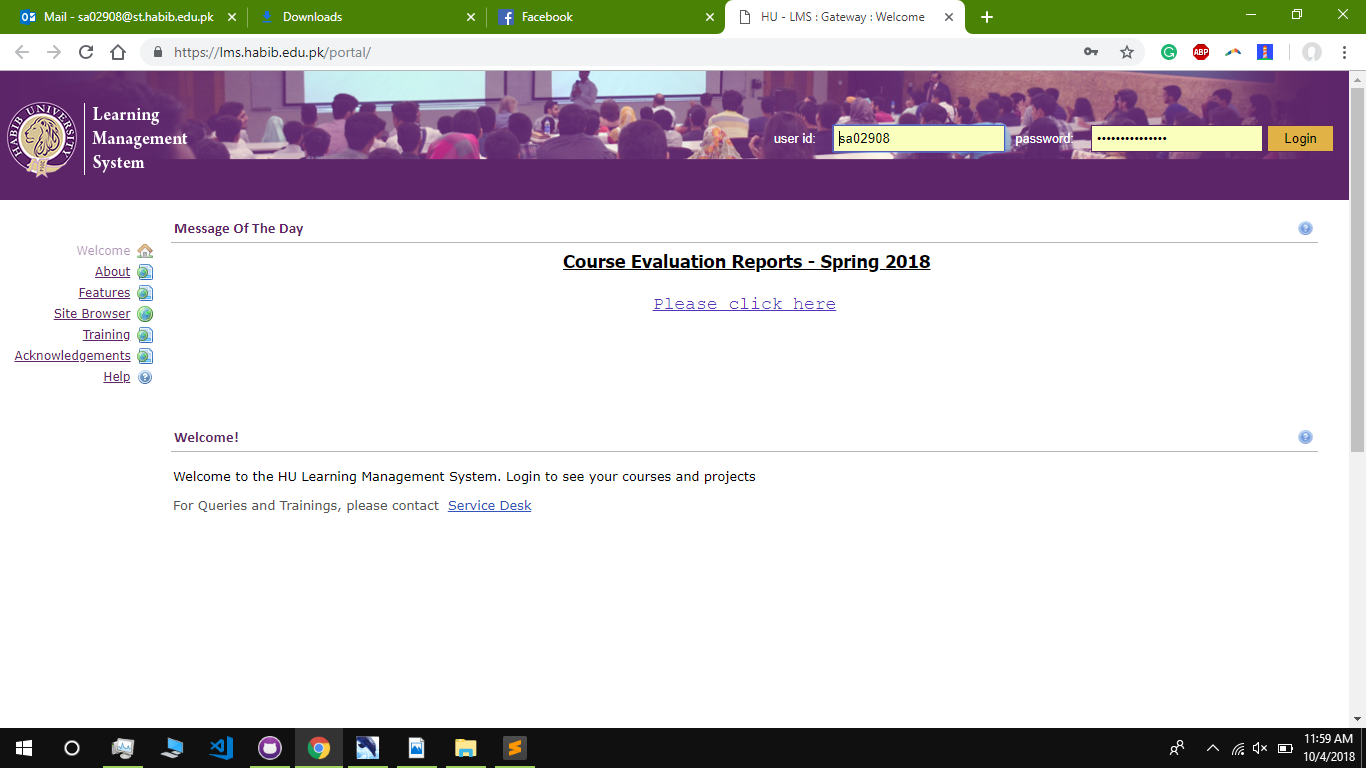 Mail - sa02908@st.habib.edu.pk
Downloads
Facebook
HU - LMS : Gateway : Welcome
https://lms.habib.edu.pk/portal/
ABP
HABIB UNIVERSITY
Learning
Management
System
user id:
sa02908
password:
•••••••••••••••
Login
Message Of The Day
Welcome
About
Features
Site Browser
Training
Acknowledgements
Help
Course Evaluation Reports - Spring 2018
Please click here
Welcome!
Welcome to the HU Learning Management System. Login to see your courses and projects
For Queries and Trainings, please contact Service Desk
11:59 AM
10/4/2018